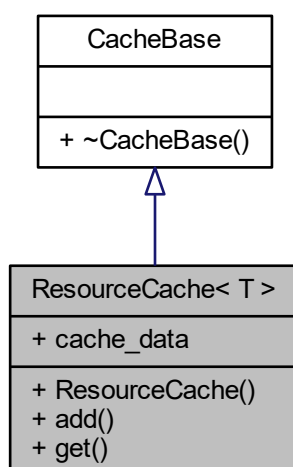 CacheBase
+ ~CacheBase()
ResourceCache< T >
+ cache_data
+ ResourceCache()
+ add()
+ get()